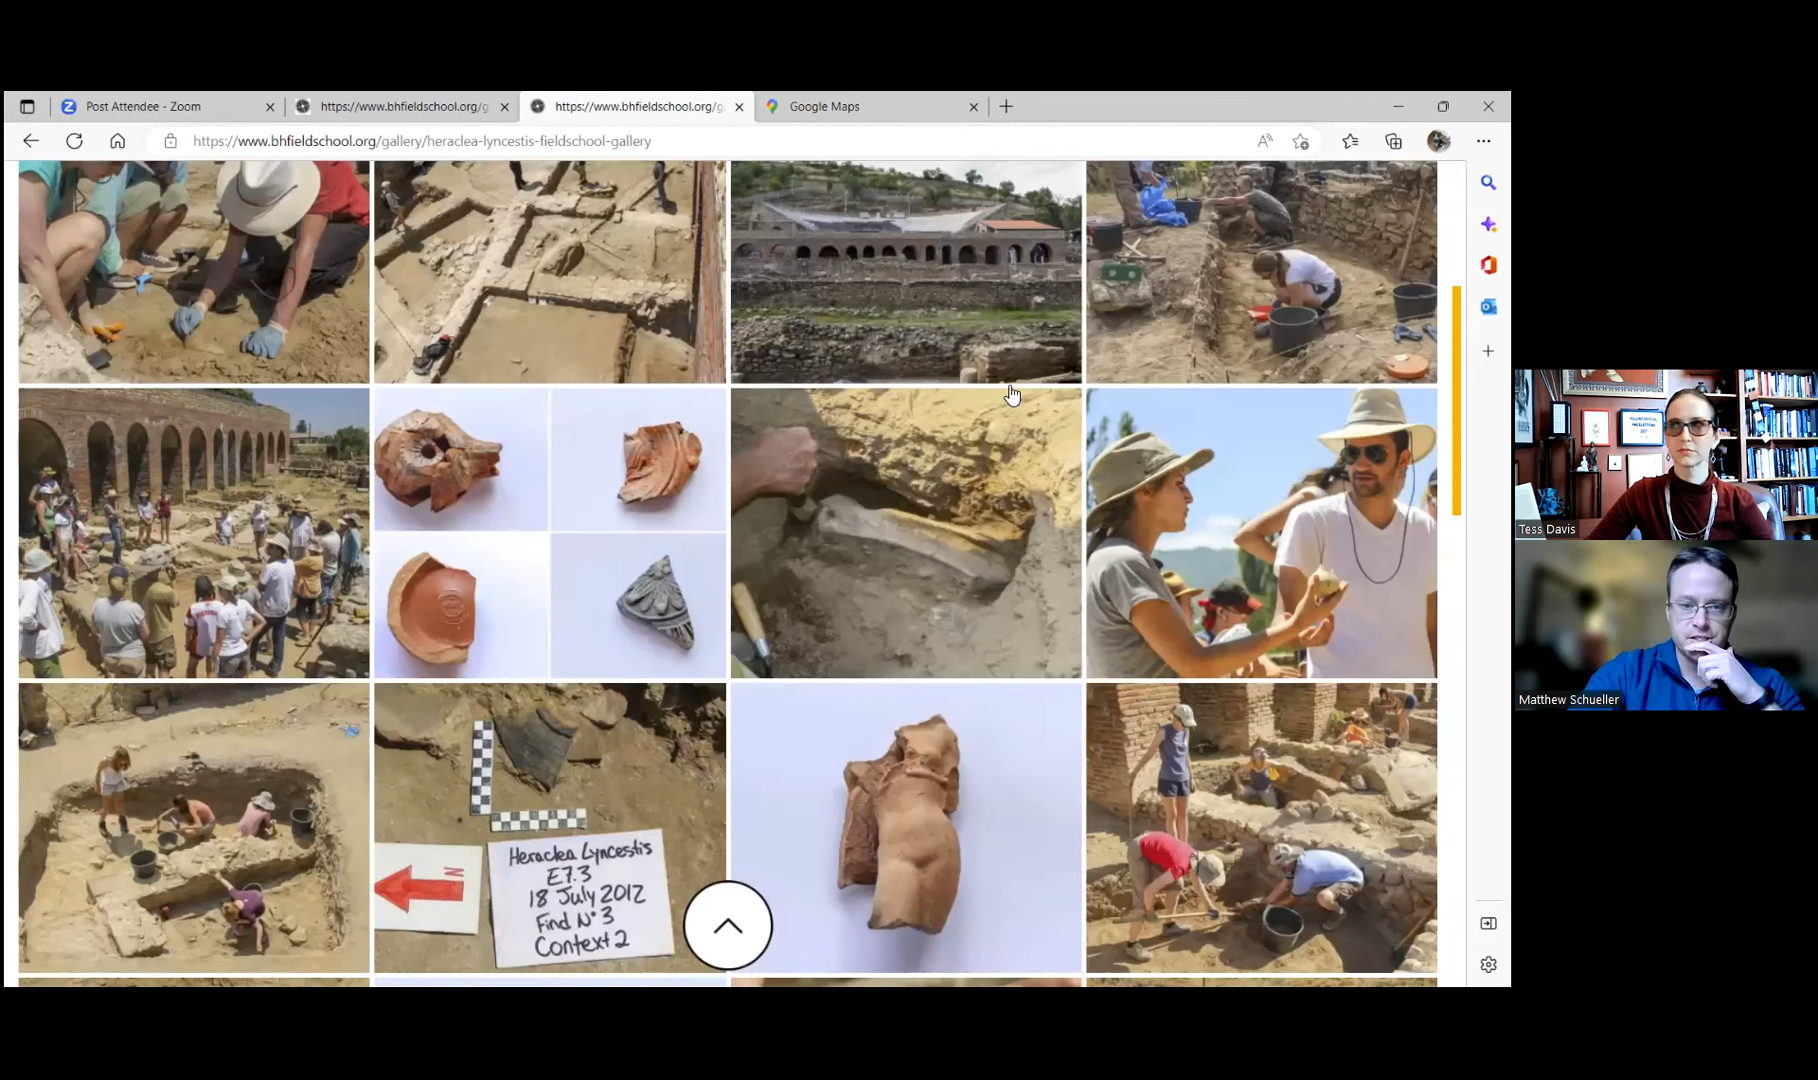 Post Attendee - Zoom
https://www.bhfieldschool.org/g
https://www.bhfieldschool.org/g
Google Maps
https://www.bhfieldschool.org/gallery/heraclea-lyncestis-fieldschool-gallery
Tess Davis
Matthew Schueller
N
Heraclea Lyncestis
E7.3
18 July 2012
Find N° 3
Context 2